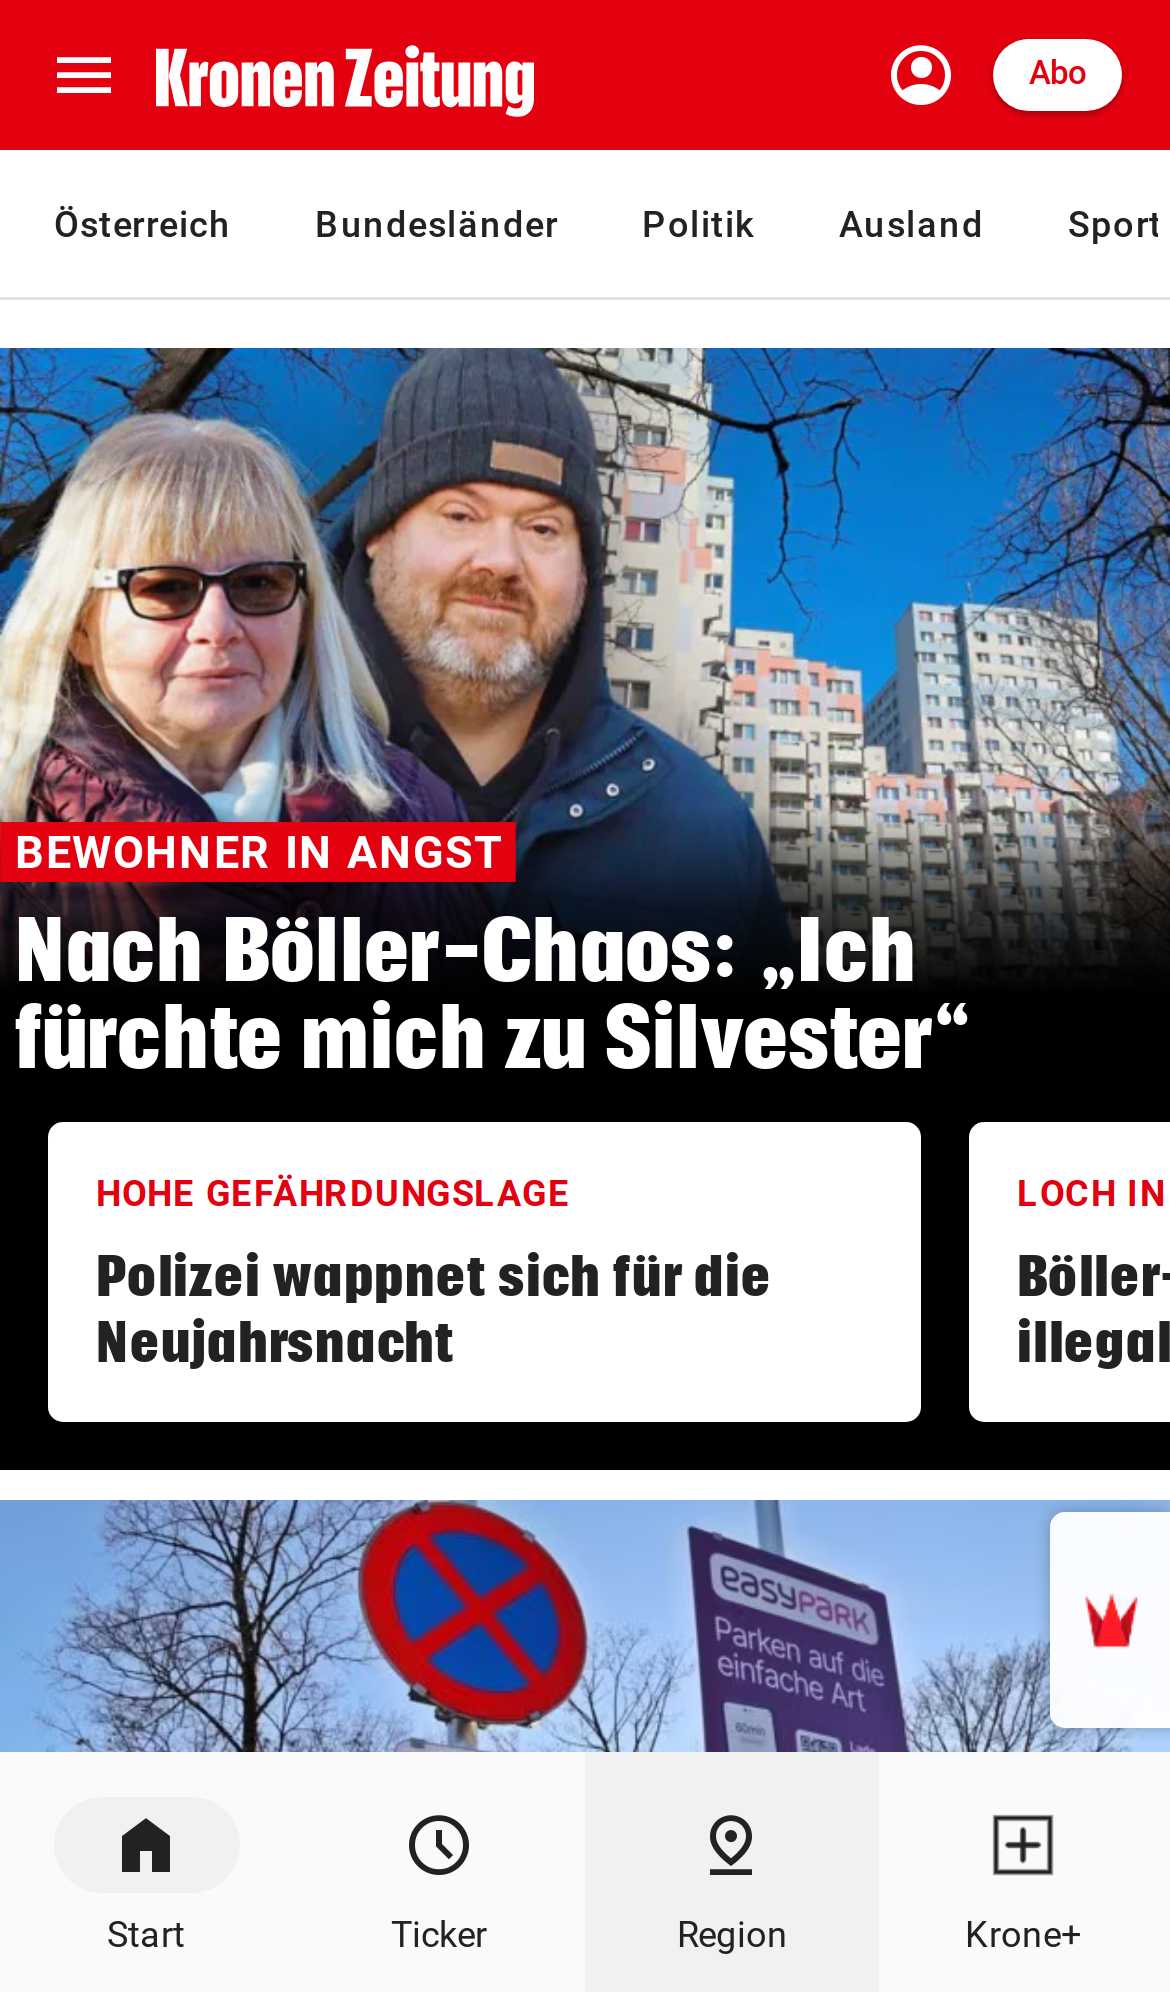 Kronen Zeitung
Abo
Österreich Bundesländer Politik Ausland Sport
BEWOHNER IN ANGST
Nach Böller-Chaos: „Ich
fürchte mich zu Silvester“
HOHE GEFÄHRDUNGSLAGE
Polizei wappnet sich für die
Neujahrsnacht
LOCH IN
Böller-
illegal
easypark
Parken auf die
einfache Art
60min
Start Ticker Region Krone+